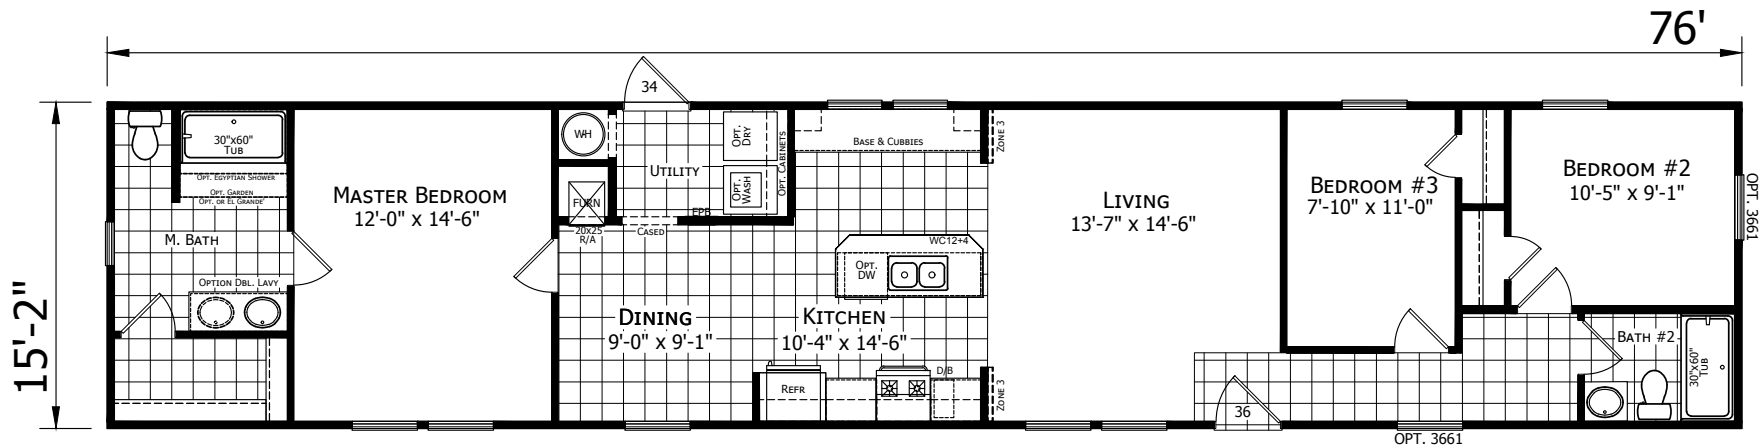 76'
15'-2"
34
30"x60"
TUB
OPT. EGYPTIAN SHOWER
OPT. GARDEN
OPT. OR EL GRANDE
M. BATH
OPTION DBL. LAVY
MASTER BEDROOM
12'-0" x 14'-6"
WH
FURN
20x25
R/A
UTILITY
OPT.
DRY
OPT.
WASH
OPT. CABINETS
EPB
CASED
BASE & CUBBIES
ZONE 3
WC12+4
OPT.
DW
DINING
9'-0" x 9'-1"
KITCHEN
10'-4" x 14'-6"
REFR
D/B
ZONE 3
LIVING
13'-7" x 14'-6"
36
BEDROOM #3
7'-10" x 11'-0"
BEDROOM #2
10'-5" x 9'-1"
OPT. 3661
BATH #2
30"x60"
TUB
OPT. 3661